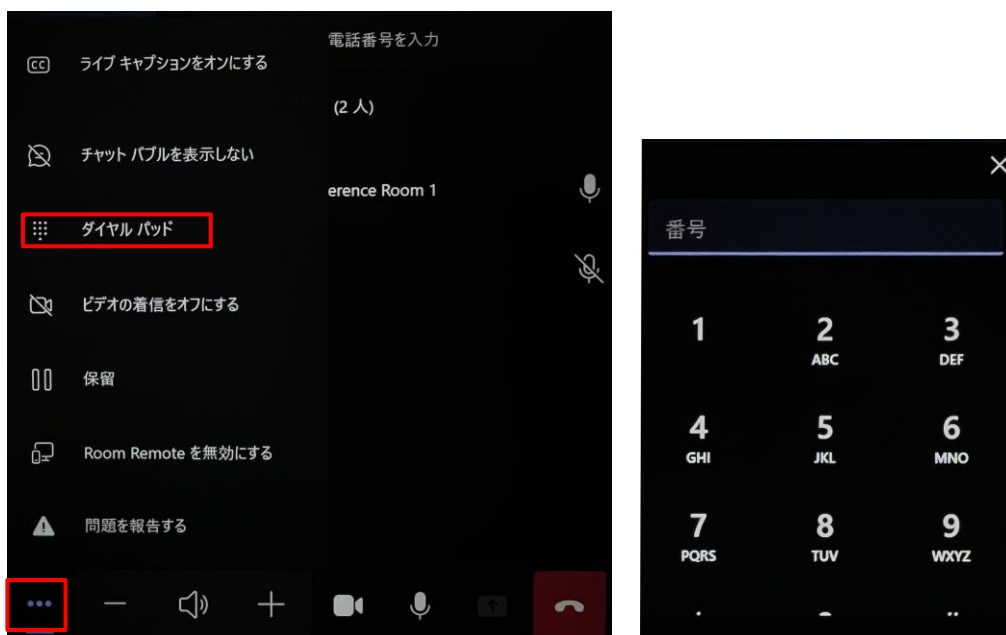 電話番号を入力
ライブ キャプションをオンにする
(2 人)
チャット バブルを表示しない
erence Room 1
ダイヤル パッド
ビデオの着信をオフにする
保留
Room Remote を無効にする
問題を報告する
番号
1
2
ABC
3
DEF
4
GHI
5
JKL
6
MNO
7
PQRS
8
TUV
9
WXYZ